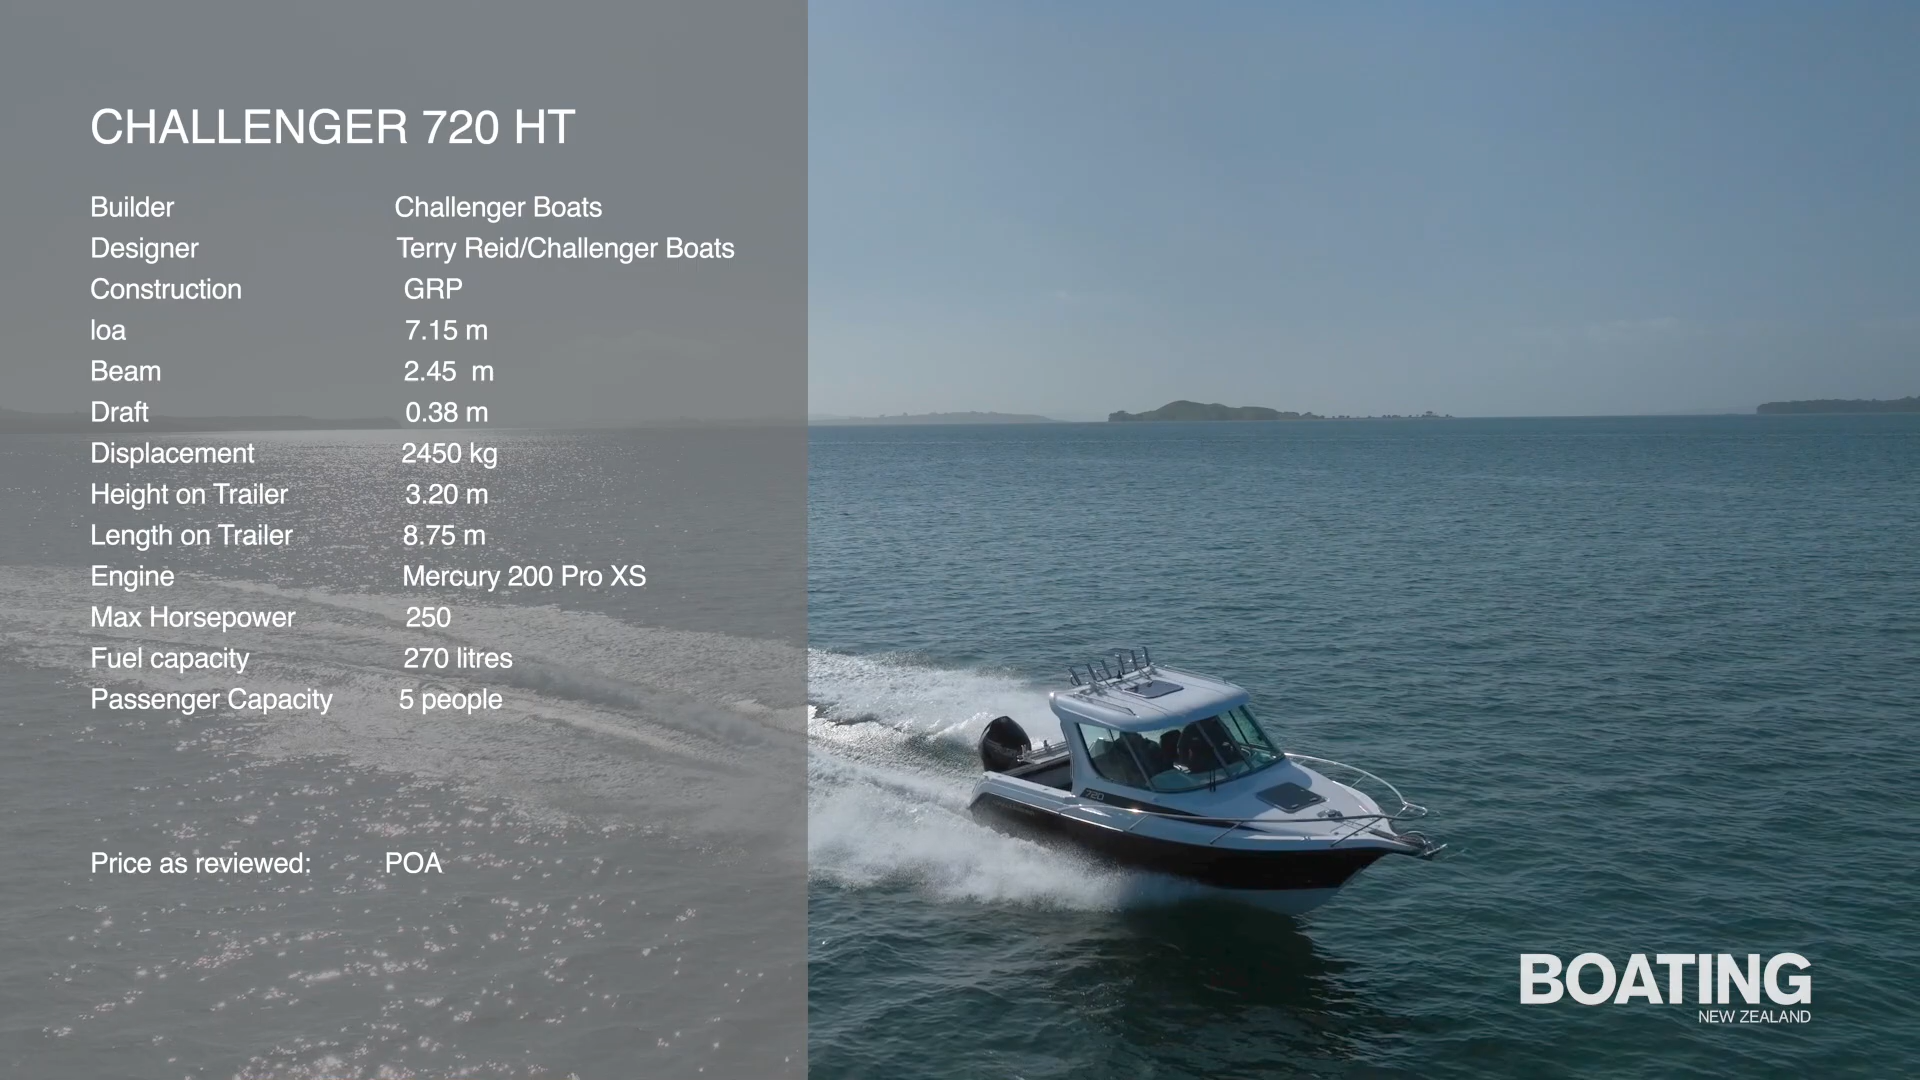 CHALLENGER 720 HT
Builder Challenger Boats
Designer Terry Reid/Challenger Boats
Construction GRP
loa 7.15 m
Beam 2.45 m
Draft 0.38 m
Displacement 2450 kg
Height on Trailer 3.20 m
Length on Trailer 8.75 m
Engine Mercury 200 Pro XS
Max Horsepower 250
Fuel capacity 270 litres
Passenger Capacity 5 people
Price as reviewed: POA
720
BOATING
NEW ZEALAND